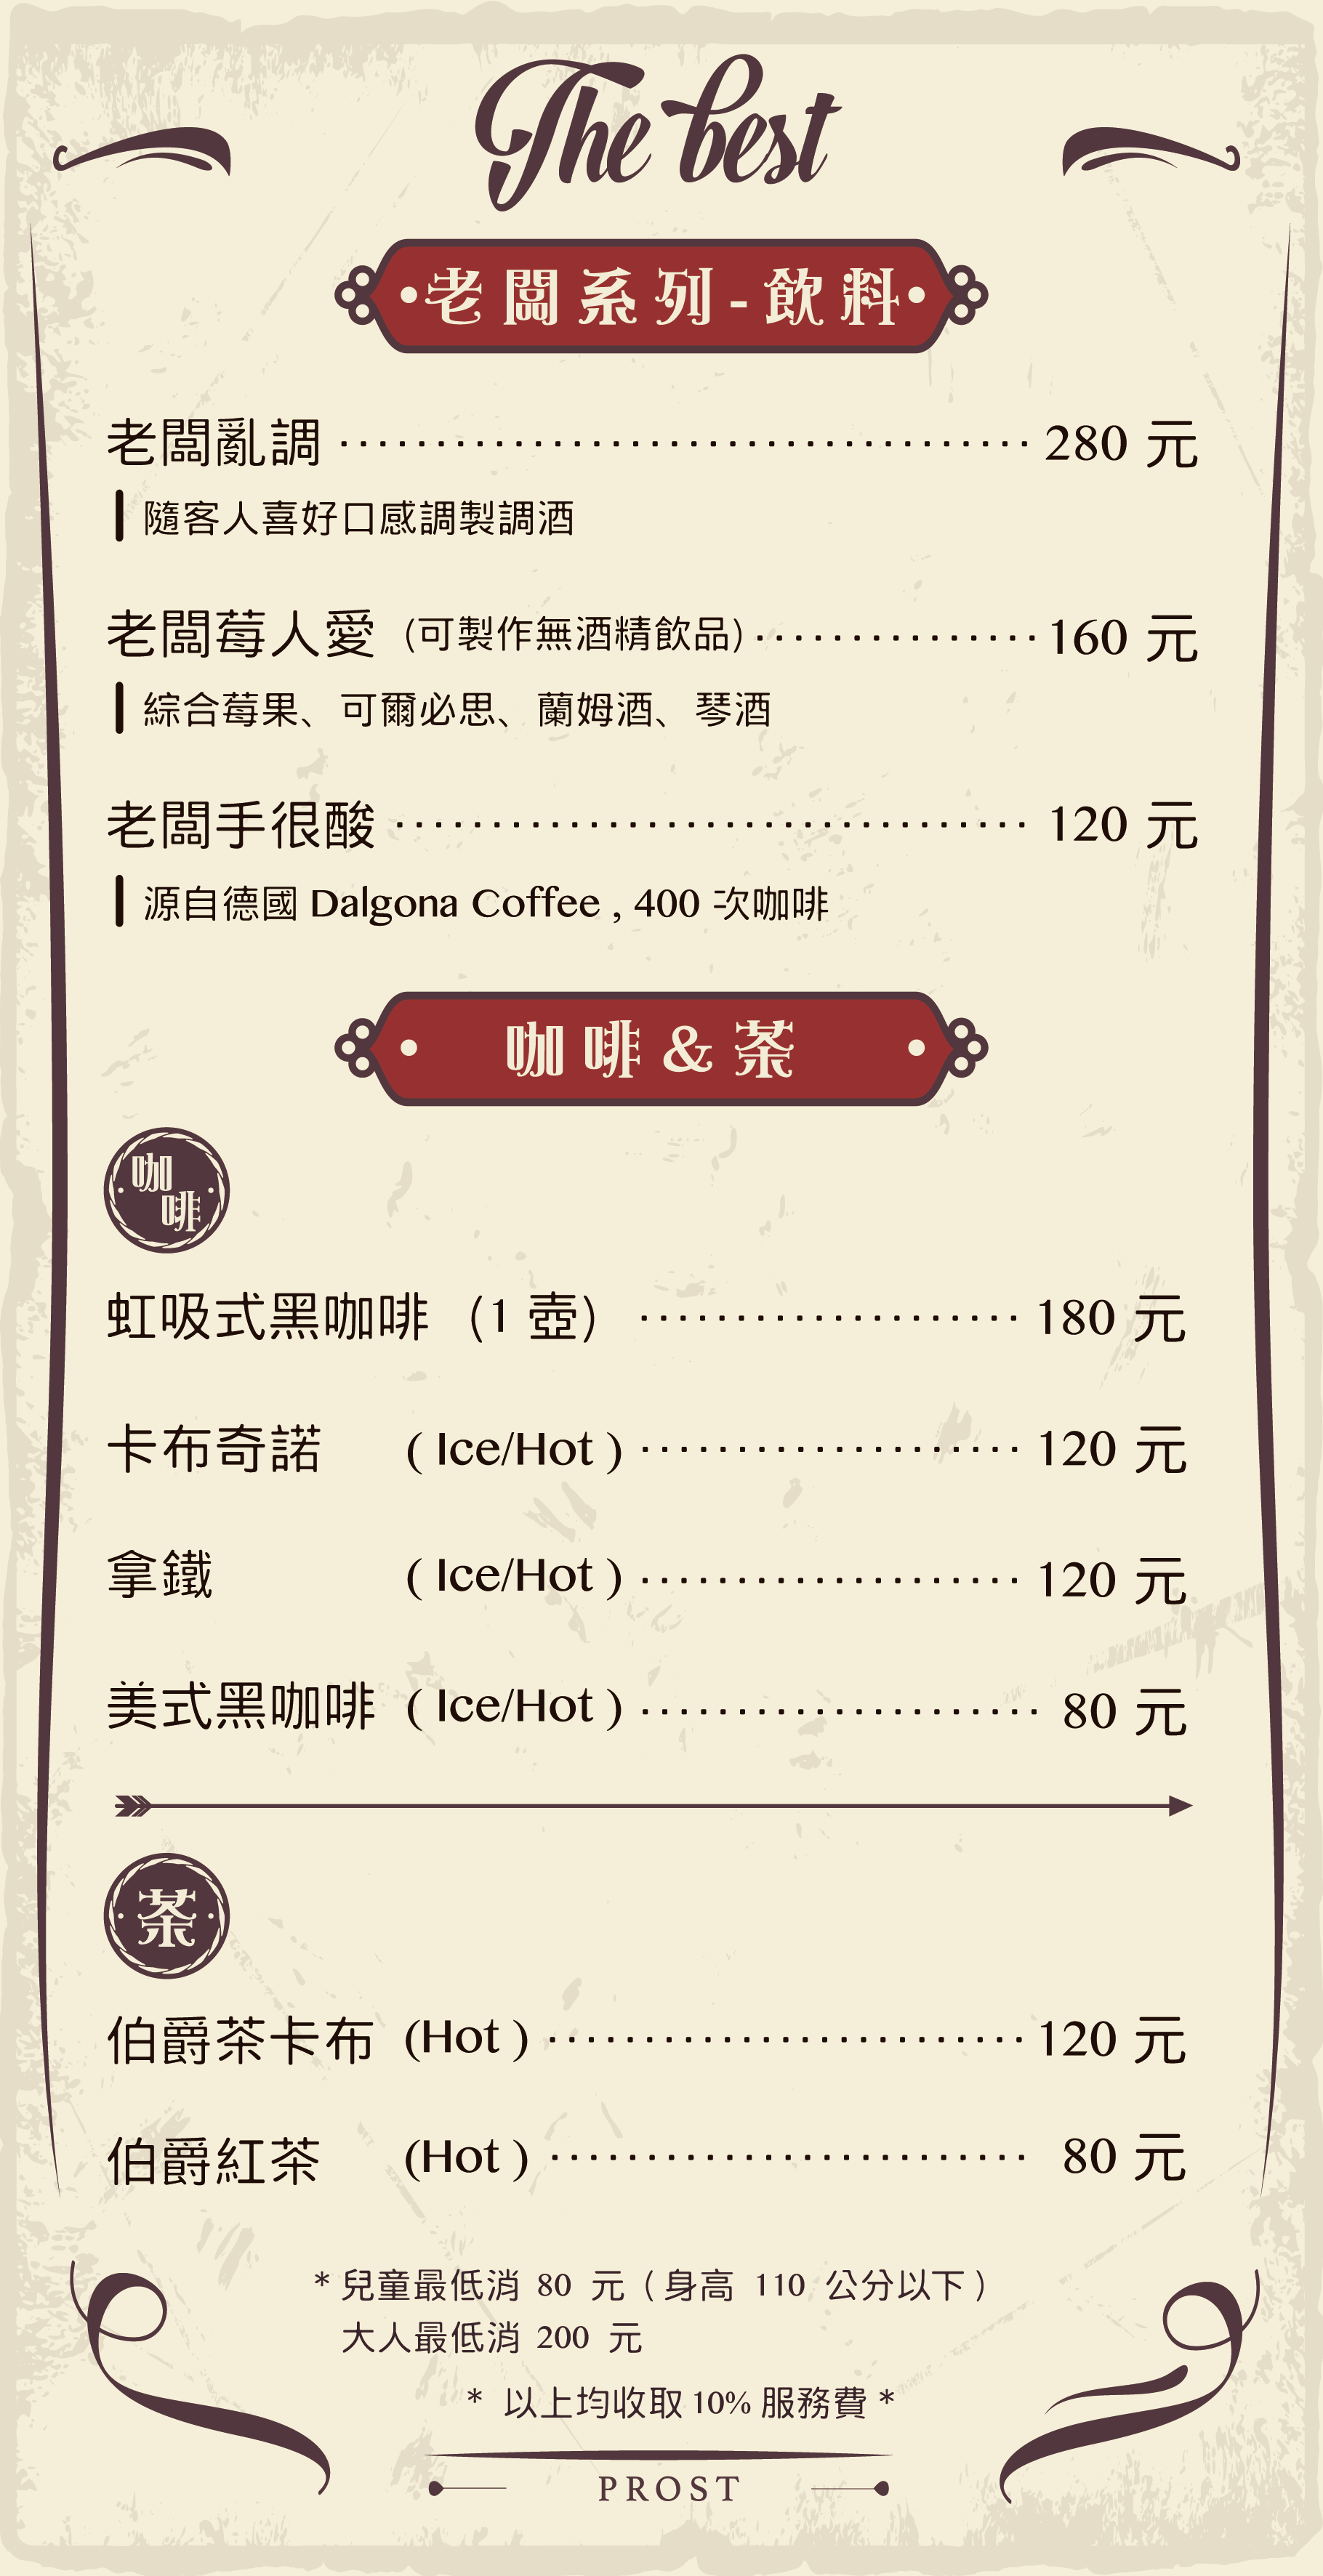 The best
老闆系列-飲料
老闆亂調 280 元
隨客人喜好口感調製調酒
老闆莓人愛 (可製作無酒精飲品) 160 元
綜合莓果、可爾必思、蘭姆酒、琴酒
老闆手很酸 120 元
源自德國 Dalgona Coffee , 400 次咖啡
咖啡&茶
咖啡
虹吸式黑咖啡 (1 壺) 180 元
卡布奇諾 ( Ice/Hot ) 120 元
拿鐵 ( Ice/Hot ) 120 元
美式黑咖啡 ( Ice/Hot ) 80 元
茶
伯爵茶卡布 (Hot ) 120 元
伯爵紅茶 (Hot ) 80 元
* 兒童最低消 80 元 ( 身高 110 公分以下 )
大人最低消 200 元
* 以上均收取 10% 服務費 *
PROST